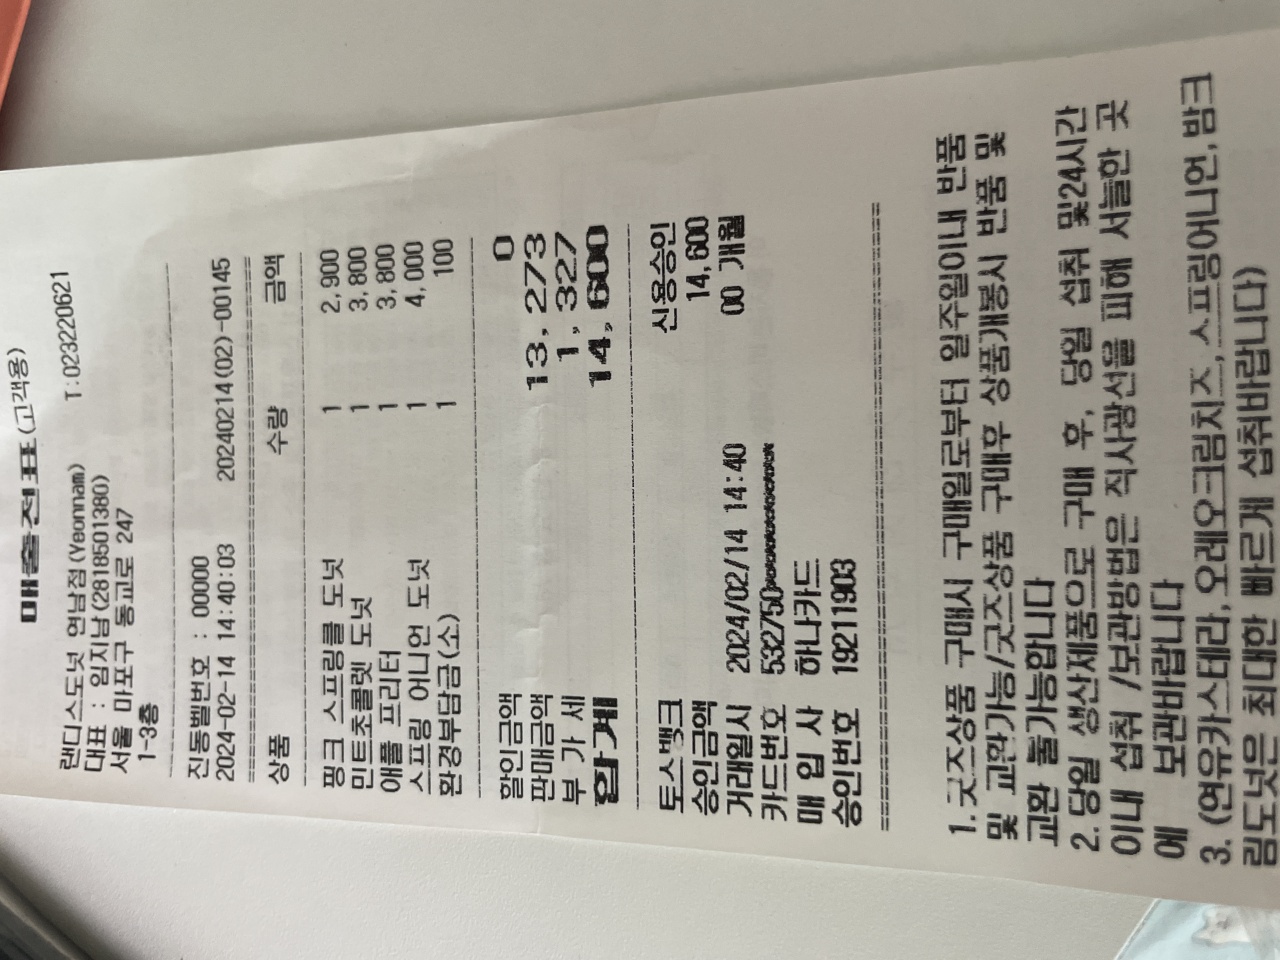 매출전표(고객용)
랜디스도넛 연남점(Yeonnam) T:023220621
대표 : 임지남(2818501380)
서울 마포구 동교로 247
1-3층
진동벨번호 : 00000
2024-02-14 14:40:03 20240214(02)-00145
상품 수량 금액
핑크 스프링클 도넛 1 2,900
민트초콜렛 도넛 1 3,800
애플 프리터 1 3,800
스프링 어니언 도넛 1 4,000
환경부담금(소) 1 100
할인금액 0
판매금액 13,273
부 가 세 1,327
합계 14,600
토스뱅크 신용승인
승인금액 14,600
거래일시 2024/02/14 14:40 00 개월
카드번호 532750**********
매 입 사 하나카드
승인번호 19211903
1.굿즈상품 구매시 구매일로부터 일주일이내 반품
및 교환가능/굿즈상품 구매후 상품개봉시 반품 및
교환 불가능합니다
2.당일 생산제품으로 구매 후, 당일 섭취 및24시간
이내 섭취 /보관방법은 직사광선을 피해 서늘한 곳
에 보관바랍니다
3. (연유카스테라,오레오크림치즈,스프링어니언,밤크
림도넛은 최대한 빠르게 섭취바랍니다)